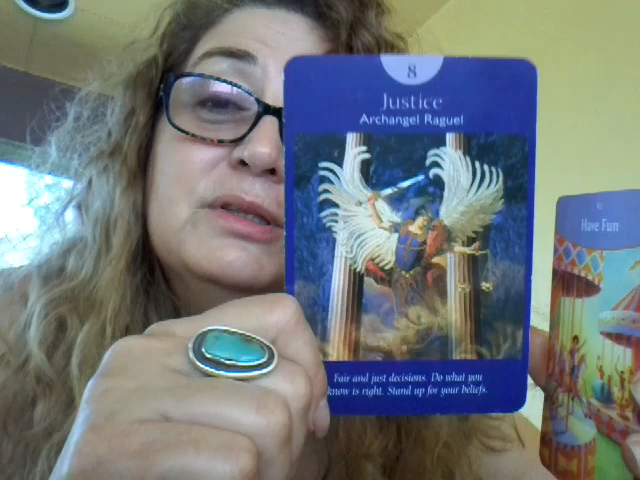 8
Justice
Archangel Raguel
Fair and just decisions. Do what you
know is right. Stand up for your beliefs.
Have Fun